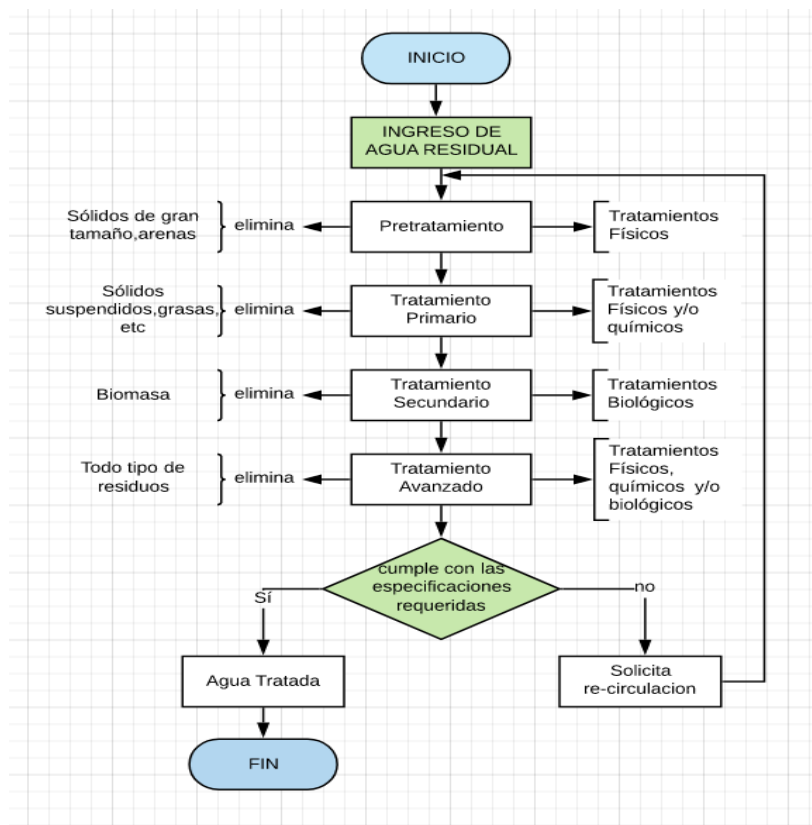 INICIO
INGRESO DE
AGUA RESIDUAL
Sólidos de gran
tamaño,arenas
elimina
Pretratamiento
Tratamientos
Físicos
Sólidos
suspendidos,grasas,
etc
elimina
Tratamiento
Primario
Tratamientos
Físicos y/o
químicos
Biomasa
elimina
Tratamiento
Secundario
Tratamientos
Biológicos
Todo tipo de
residuos
elimina
Tratamiento
Avanzado
Tratamientos
Físicos,
químicos y/o
biológicos
cumple con las
especificaciones
requeridas
Sí
no
Agua Tratada
Solicita
re-circulacion
FIN